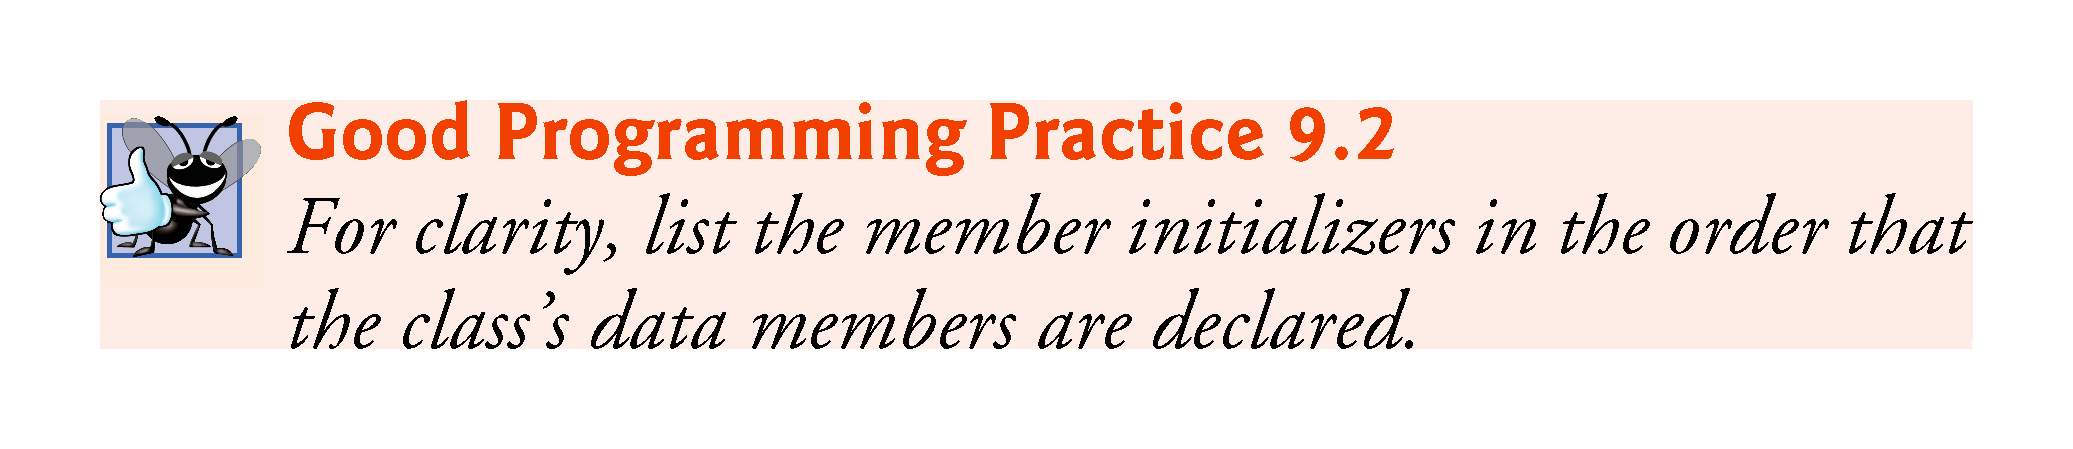 Good Programming Practice 9.2
For clarity, list the member initializers in the order that
the class’s data members are declared.